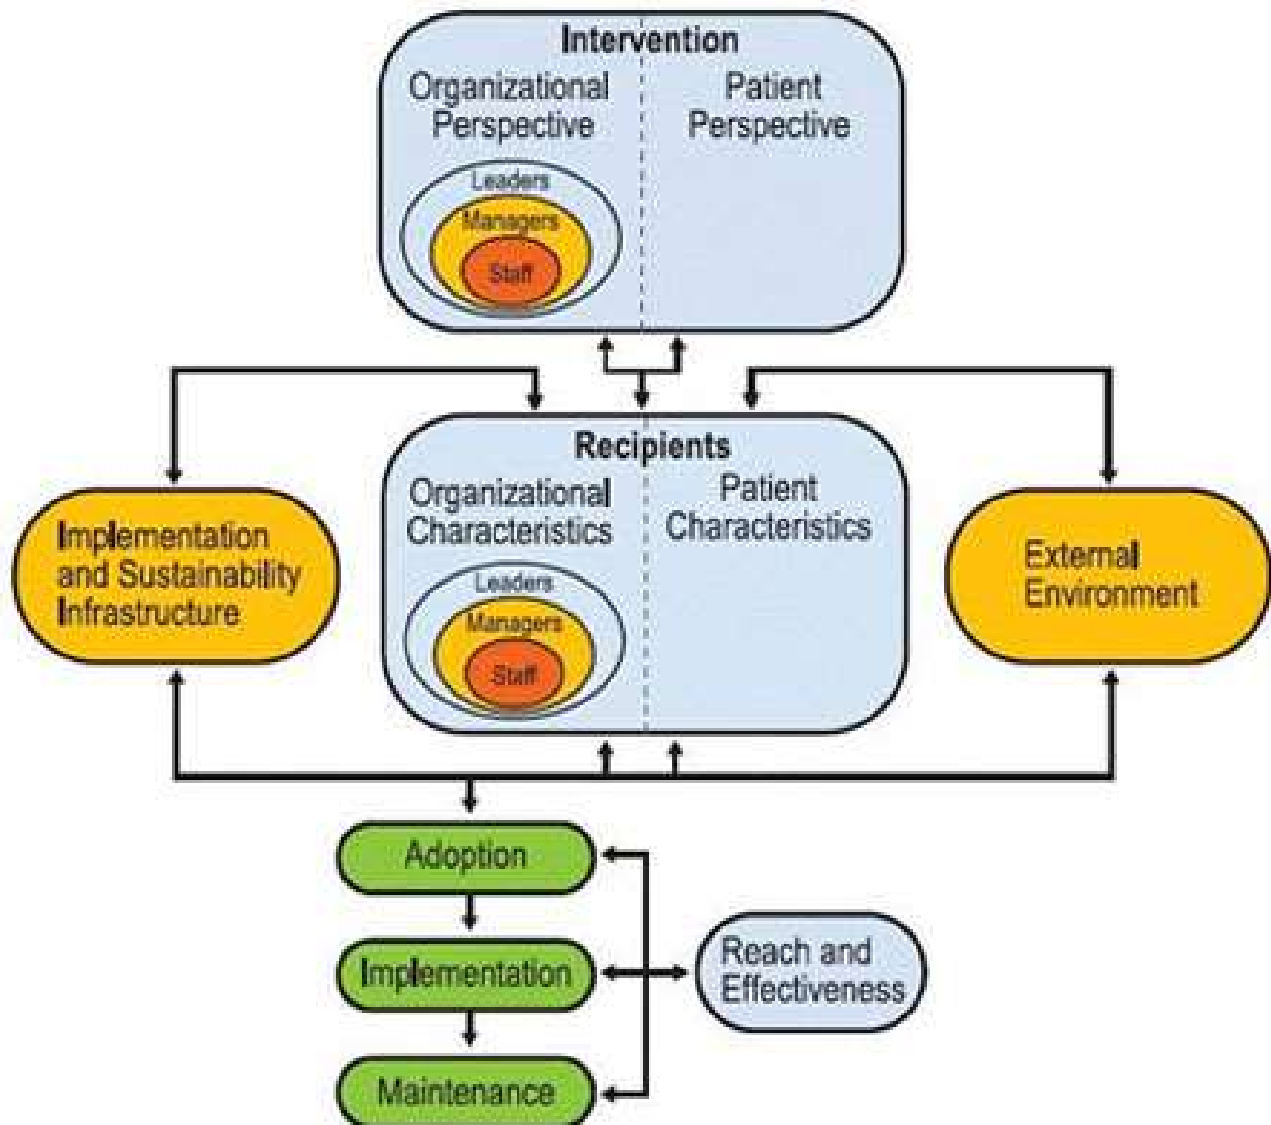 Intervention
Organizational
Perspective
Patient
Perspective
Leaders
Managers
Staff
Recipients
Organizational
Characteristics
Patient
Characteristics
Leaders
Managers
Staff
Implementation
and Sustainability
Infrastructure
External
Environment
Adoption
Implementation
Maintenance
Reach and
Effectiveness